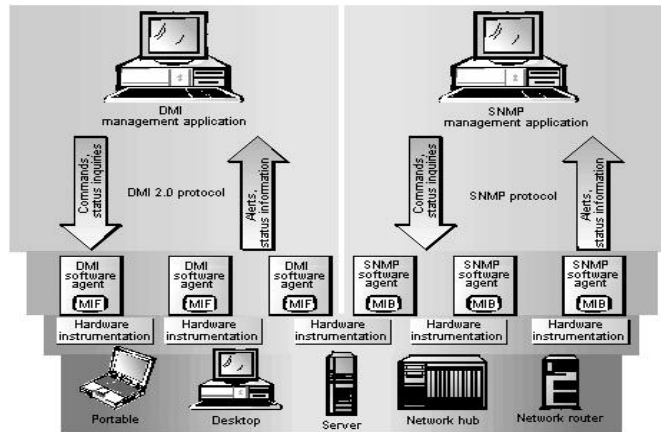 DMI
management application
SNMP
management application
Commands,
status inquiries
DMI 2.0 protocol
Alerts,
status information
Commands,
status inquiries
SNMP protocol
Alerts,
status information
DMI
software
agent
MIF
DMI
software
agent
MIF
DMI
software
agent
MIF
SNMP
software
agent
MIB
SNMP
software
agent
MIB
SNMP
software
agent
MIB
Hardware
instrumentation
Hardware
instrumentation
Hardware
instrumentation
Hardware
instrumentation
Hardware
instrumentation
Portable
Desktop
Server
Network hub
Network router